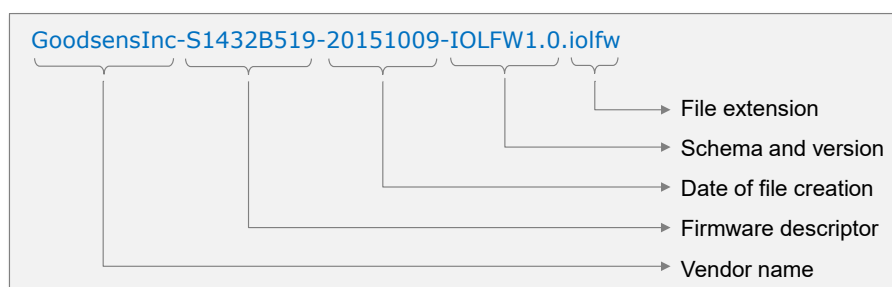 GoodsensInc-S1432B519-20151009-IOLFW1.0.iolfw
File extension
Schema and version
Date of file creation
Firmware descriptor
Vendor name